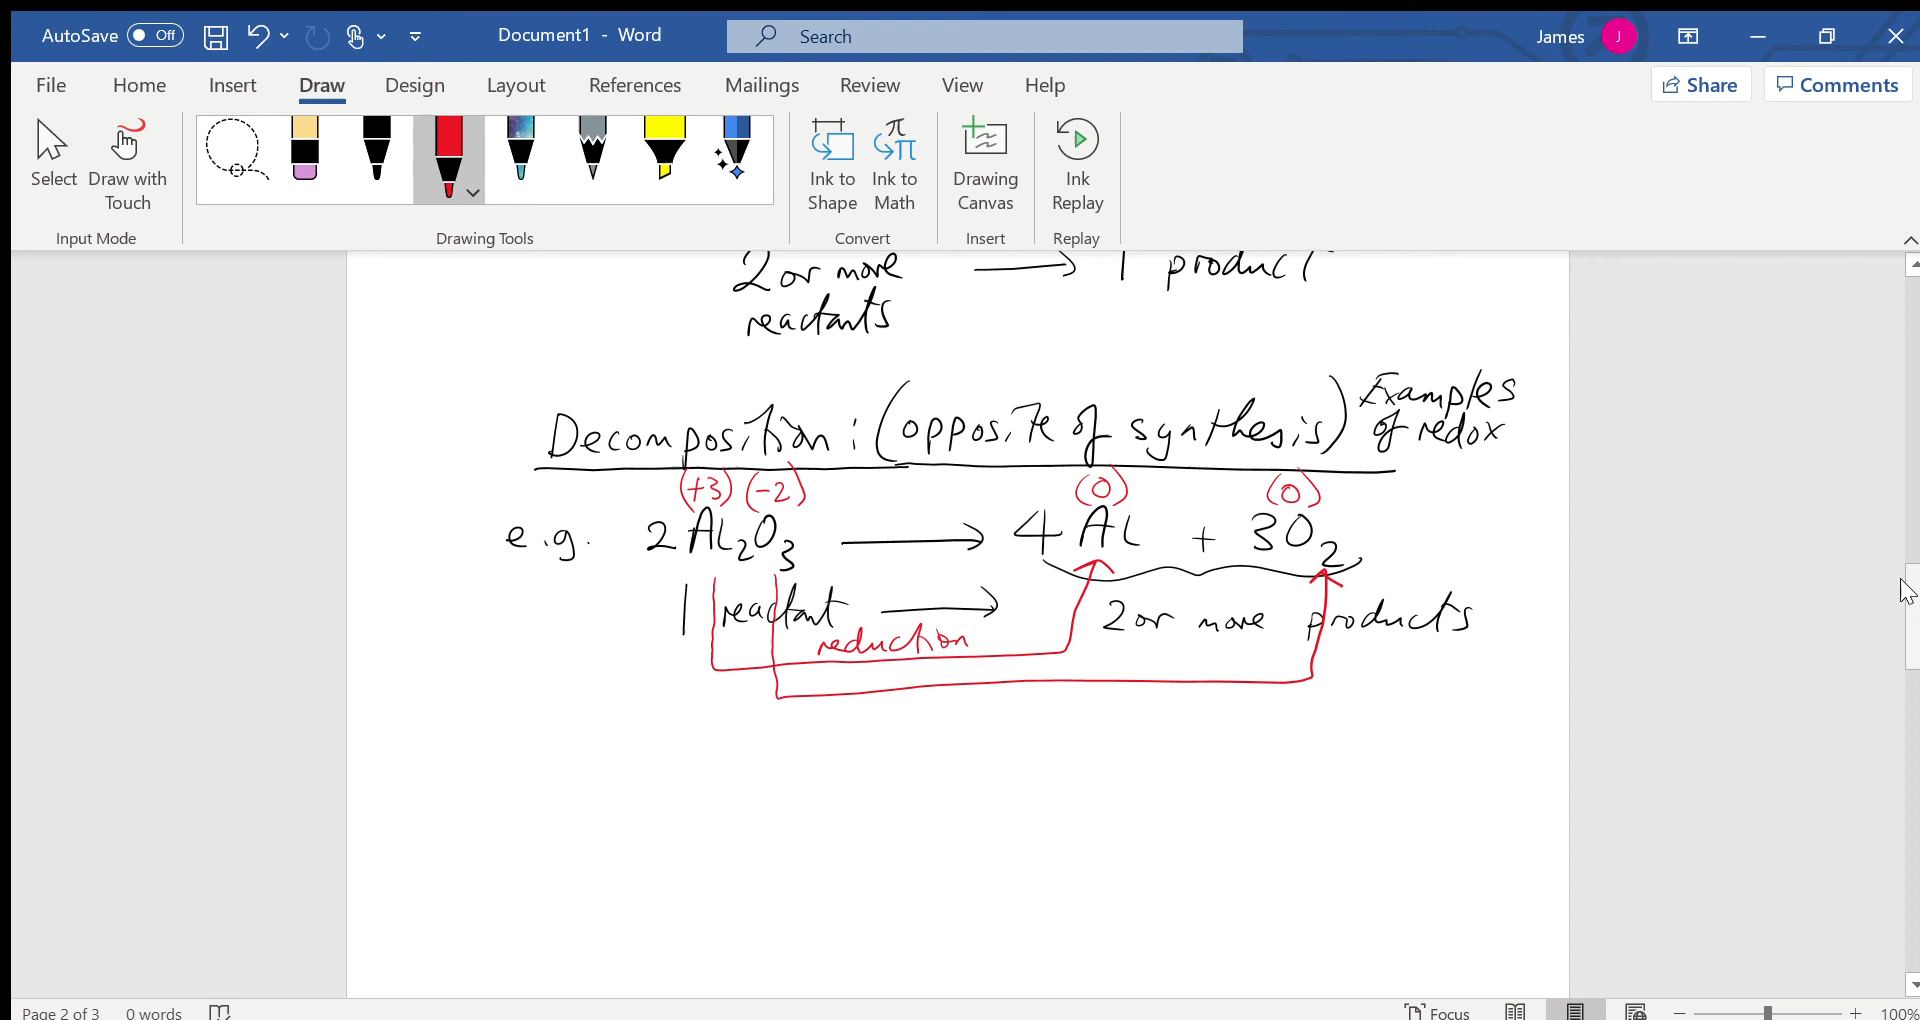 AutoSave Off Document1 - Word Search James J
File Home Insert Draw Design Layout References Mailings Review View Help Share Comments
Select Draw with Touch Ink to Shape Ink to Math Drawing Canvas Ink Replay
Input Mode Drawing Tools Convert Insert Replay
2 or more → 1 product
reactants
Decomposition : (opposite of synthesis) Examples of redox
(+3) (-2) (0) (0)
e.g. 2Al₂O₃ → 4Al + 3O₂
1 reactant → 2 or more products
reduction
Page 2 of 3 0 words Focus 100%